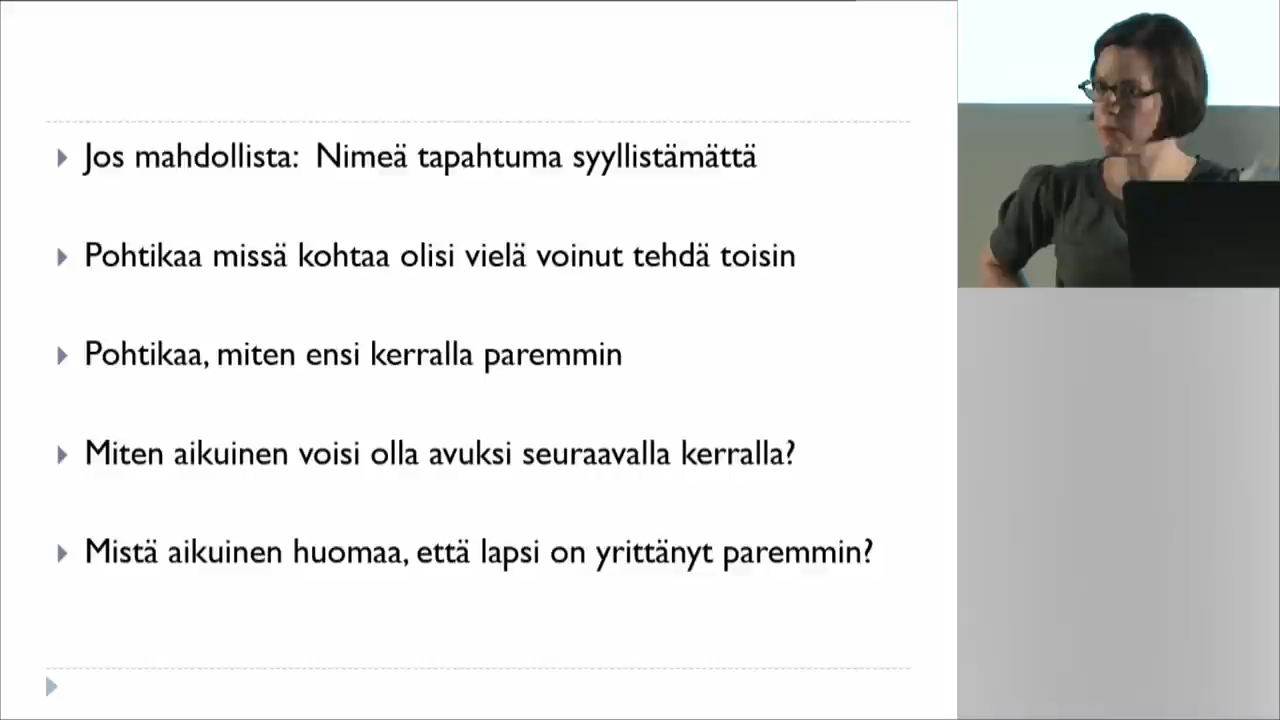 Jos mahdollista:  Nimeä tapahtuma syyllistämättä
Pohtikaa missä kohtaa olisi vielä voinut tehdä toisin
Pohtikaa, miten ensi kerralla paremmin
Miten aikuinen voisi olla avuksi seuraavalla kerralla?
Mistä aikuinen huomaa, että lapsi on yrittänyt paremmin?